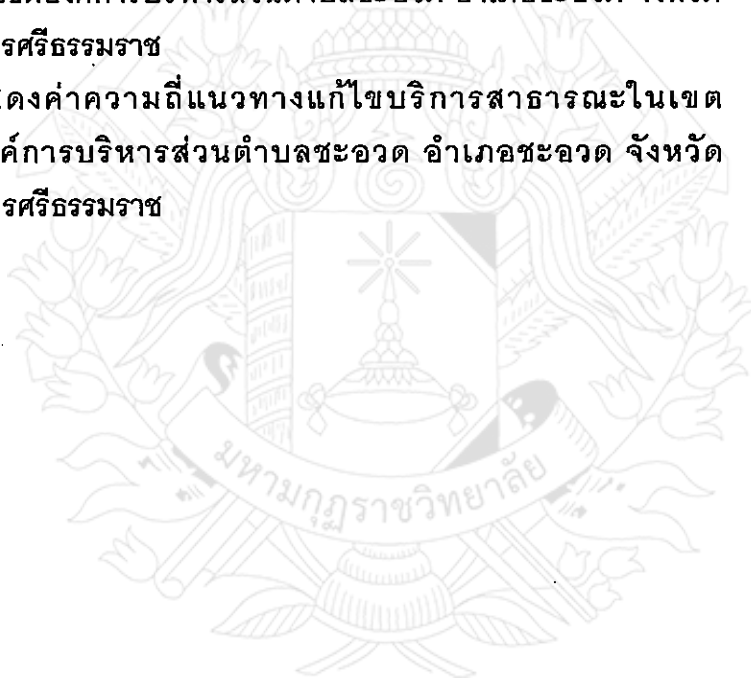 รศรีธรรมราช
ดงค่าความถี่แนวทางแก้ไขบริการสาธารณะในเขต
ค์การบริหารส่วนตำบลชะอวด อำเภอชะอวด จังหวัด
รศรีธรรมราช
มหามกุฏราชวิทยาลัย